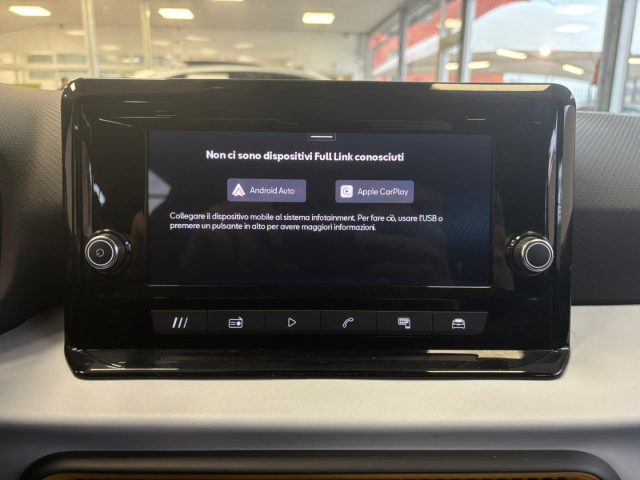 Non ci sono dispositivi Full Link conosciuti
Android Auto
Apple CarPlay
Collegare il dispositivo mobile al sistema infotainment. Per fare ciò, usare l'USB o
premere un pulsante in alto per avere maggiori informazioni.